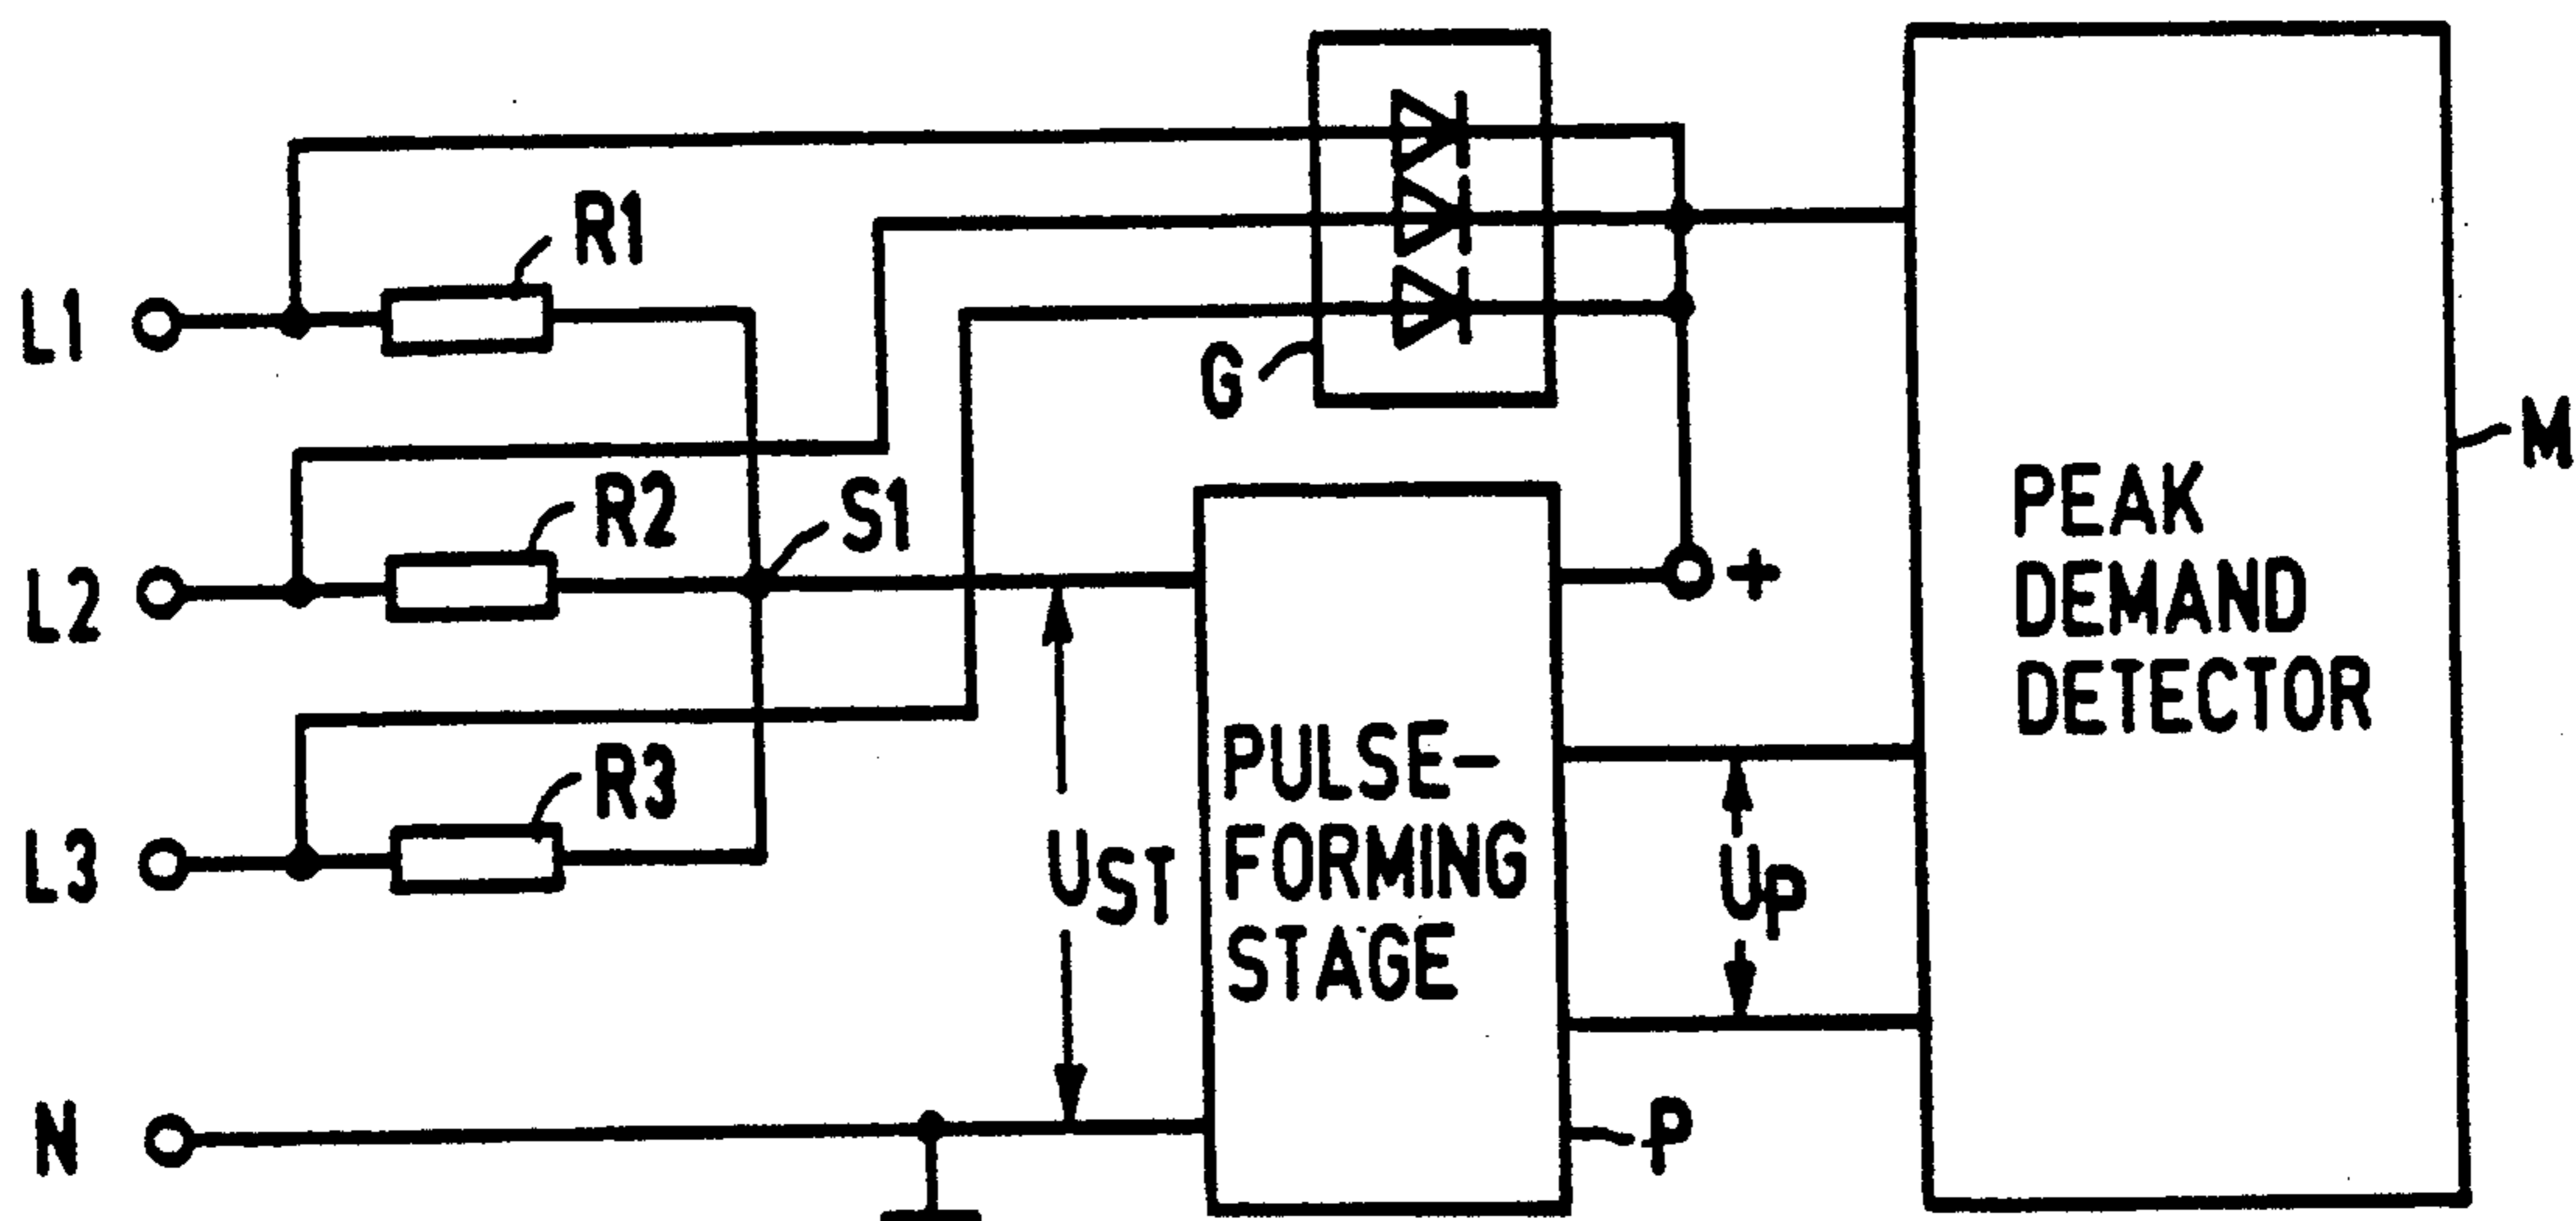 R1
L1
G
M
R2
S1
+
PEAK
DEMAND
DETECTOR
L2
R3
PULSE-
FORMING
STAGE
L3
UST
UP
N
P